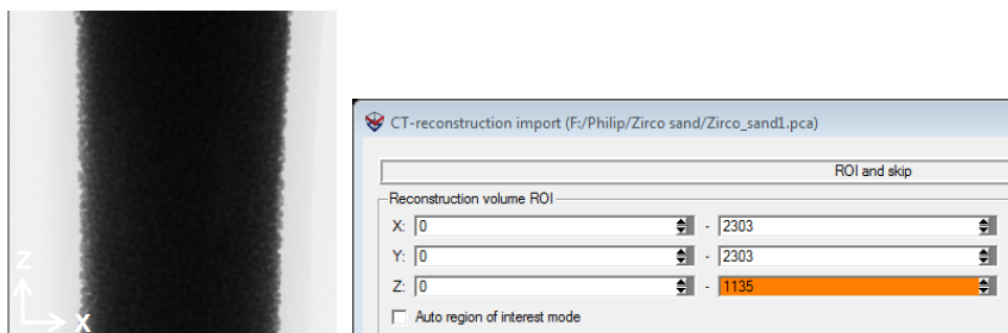 Z
X
CT-reconstruction import (F:/Philip/Zirco sand/Zirco_sand1.pca)
ROI and skip
Reconstruction volume ROI
X: 0 - 2303
Y: 0 - 2303
Z: 0 - 1135
Auto region of interest mode